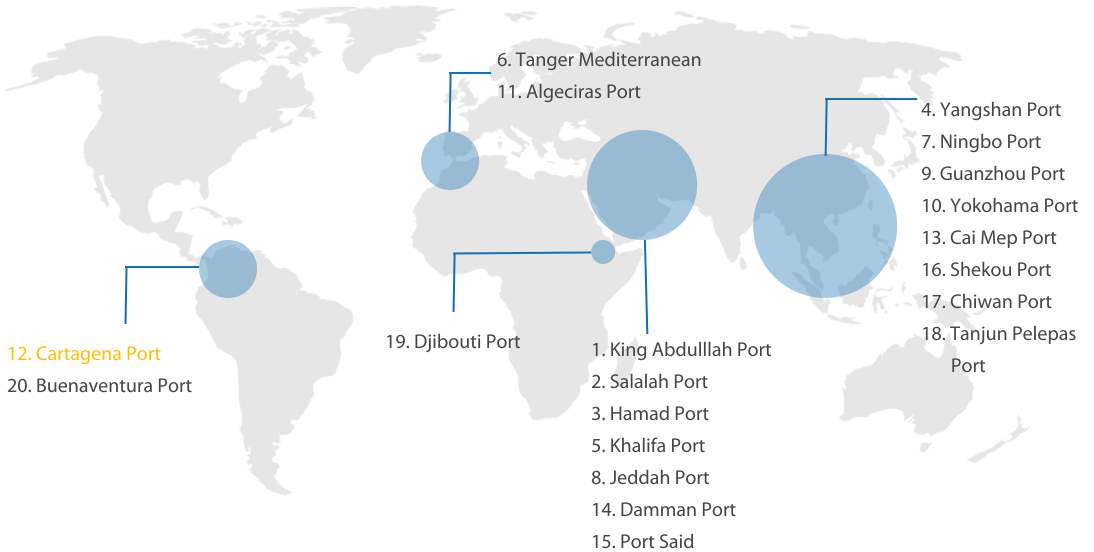 6. Tanger Mediterranean
11. Algeciras Port
4. Yangshan Port
7. Ningbo Port
9. Guanzhou Port
10. Yokohama Port
13. Cai Mep Port
16. Shekou Port
17. Chiwan Port
18. Tanjun Pelepas
Port
12. Cartagena Port
20. Buenaventura Port
19. Djibouti Port
1. King Abdulllah Port
2. Salalah Port
3. Hamad Port
5. Khalifa Port
8. Jeddah Port
14. Damman Port
15. Port Said